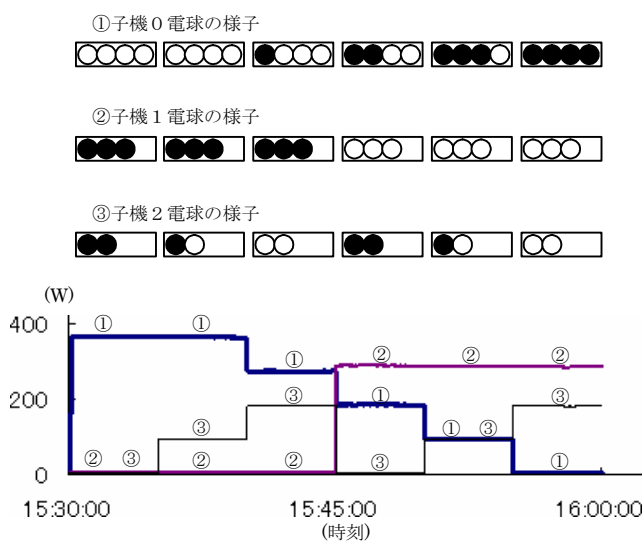 ①子機０電球の様子
②子機１電球の様子
③子機２電球の様子
(W)
400
① ①
① ② ② ②
200
③ ① ③
③ ① ③
② ③ ② ② ③ ①
0
15:30:00 15:45:00 16:00:00
(時刻)